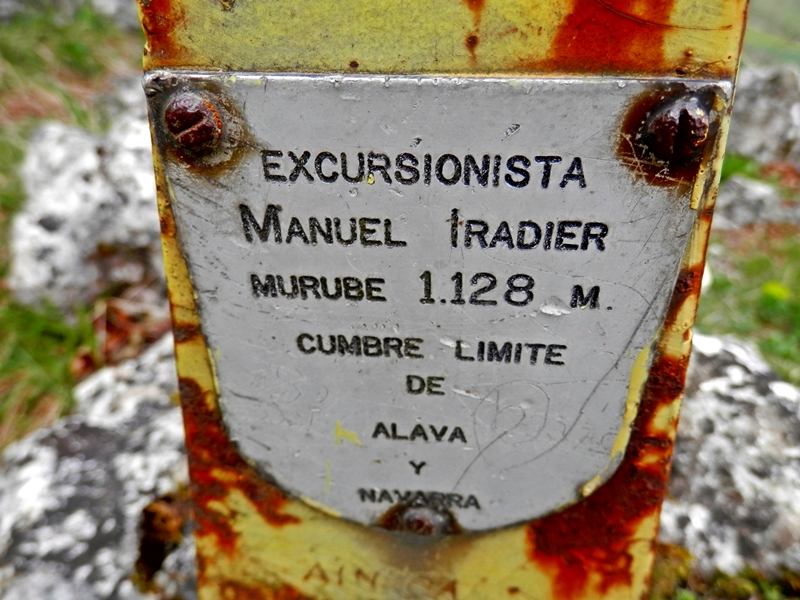 EXCURSIONISTA
MANUEL IRADIER
MURUBE 1.128 M.
CUMBRE LIMITE
DE
ALAVA
Y
NAVARRA